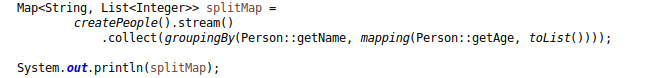 Map<String, List<Integer>> splitMap =
createPeople().stream()
.collect(groupingBy(Person::getName, mapping(Person::getAge, toList())));
System.out.println(splitMap);